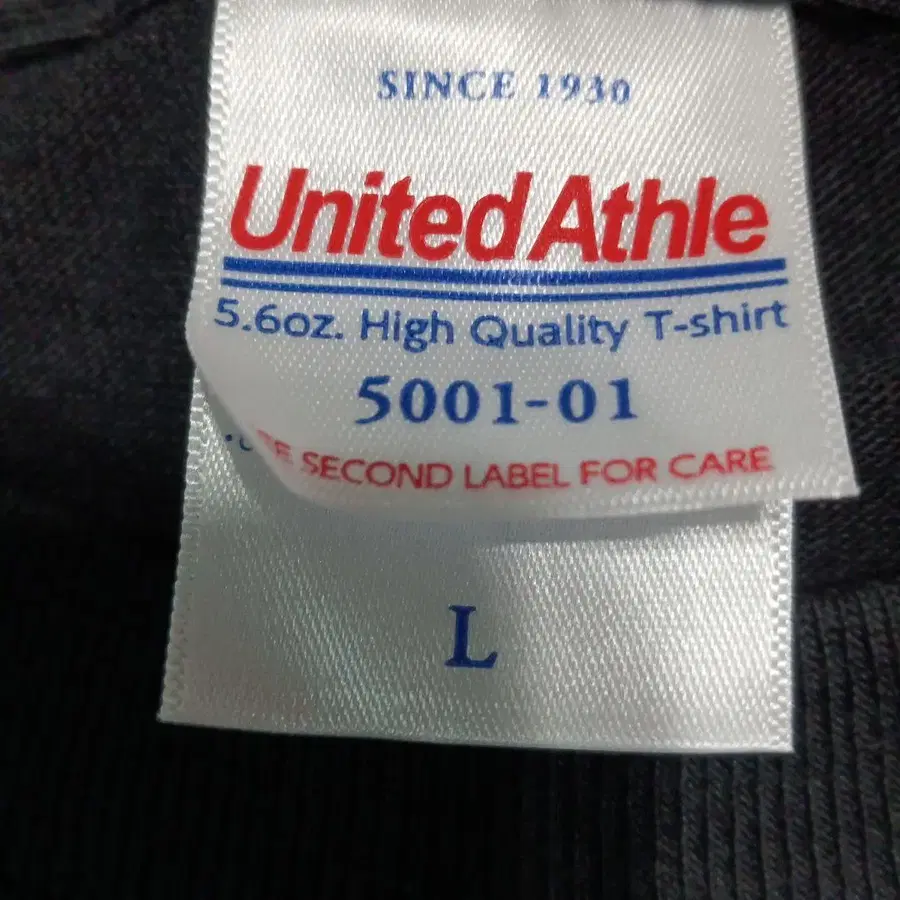 SINCE 1930
United Athle
5.6oz. High Quality T-shirt
5001-01
SECOND LABEL FOR CARE
L